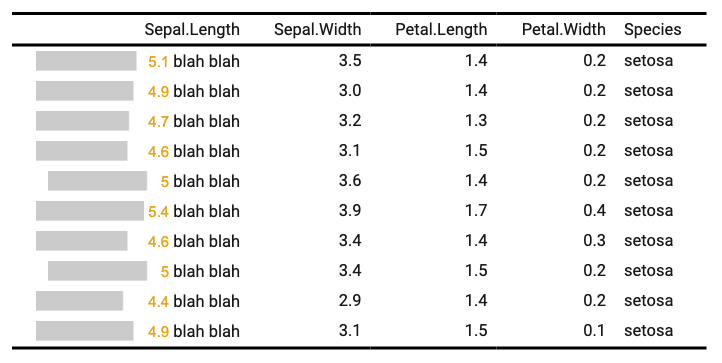 Sepal.Length Sepal.Width Petal.Length Petal.Width Species
5.1 blah blah 3.5 1.4 0.2 setosa
4.9 blah blah 3.0 1.4 0.2 setosa
4.7 blah blah 3.2 1.3 0.2 setosa
4.6 blah blah 3.1 1.5 0.2 setosa
5 blah blah 3.6 1.4 0.2 setosa
5.4 blah blah 3.9 1.7 0.4 setosa
4.6 blah blah 3.4 1.4 0.3 setosa
5 blah blah 3.4 1.5 0.2 setosa
4.4 blah blah 2.9 1.4 0.2 setosa
4.9 blah blah 3.1 1.5 0.1 setosa